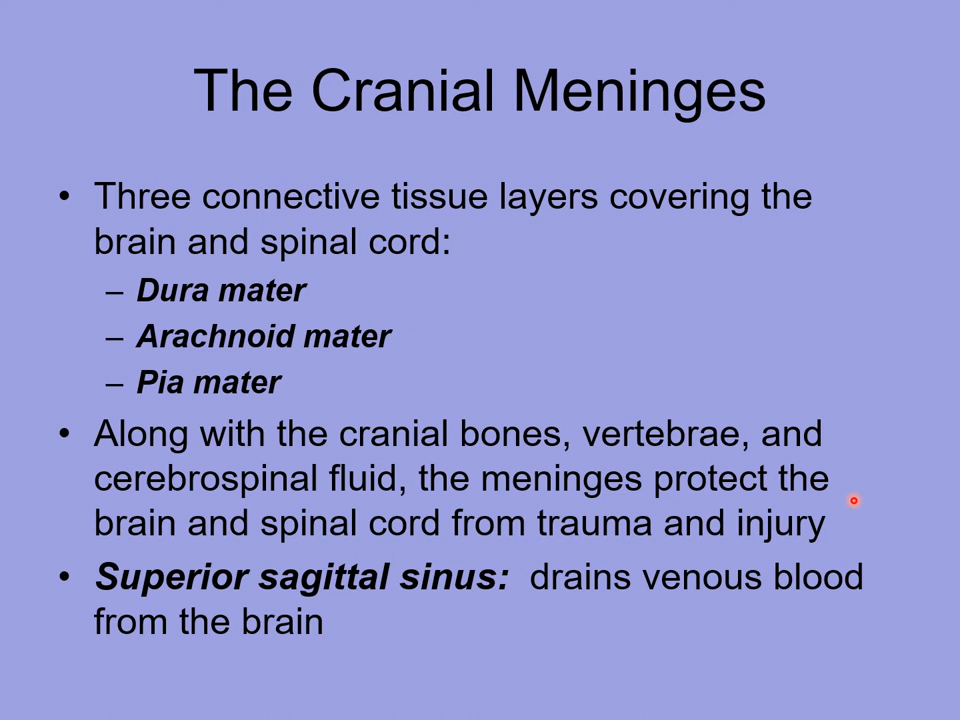 The Cranial Meninges
• Three connective tissue layers covering the
brain and spinal cord:
– Dura mater
– Arachnoid mater
– Pia mater
• Along with the cranial bones, vertebrae, and
cerebrospinal fluid, the meninges protect the
brain and spinal cord from trauma and injury
• Superior sagittal sinus: drains venous blood
from the brain